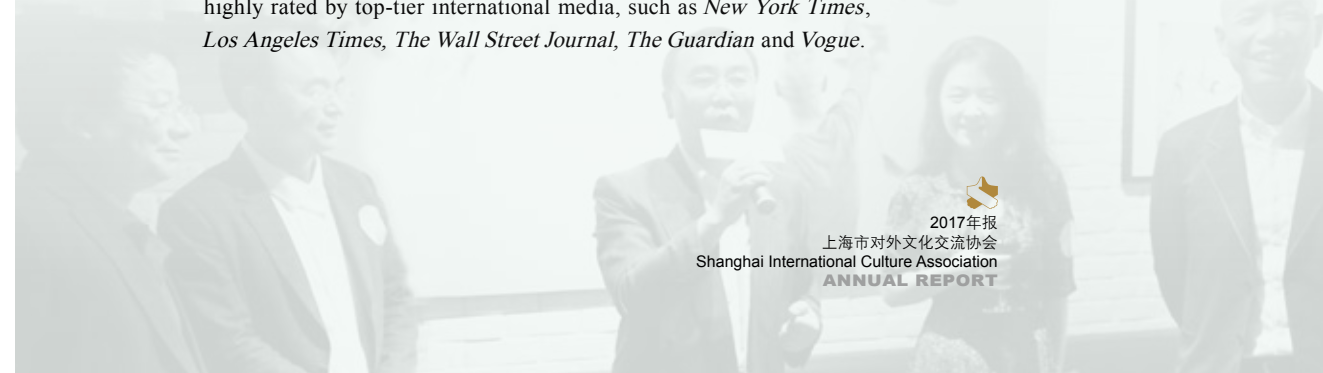 highly rated by top-tier international media, such as New York Times,
Los Angeles Times, The Wall Street Journal, The Guardian and Vogue.
2017年报
上海市对外文化交流协会
Shanghai International Culture Association
ANNUAL REPORT